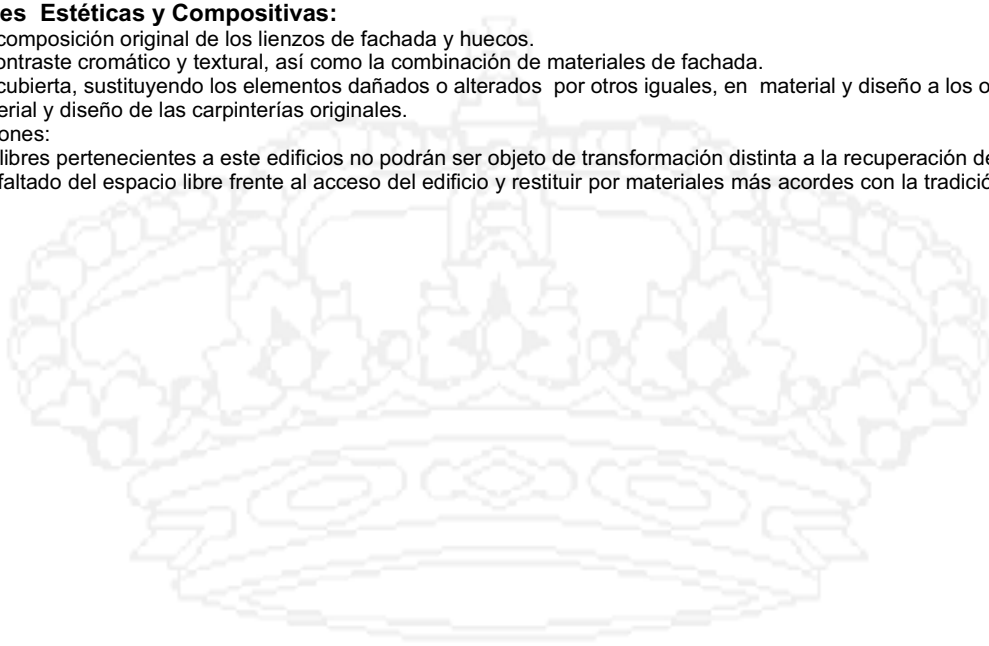 es Estéticas y Compositivas:
composición original de los lienzos de fachada y huecos.
ontraste cromático y textural, así como la combinación de materiales de fachada.
cubierta, sustituyendo los elementos dañados o alterados por otros iguales, en material y diseño a los o
erial y diseño de las carpinterías originales.
ones:
libres pertenecientes a este edificios no podrán ser objeto de transformación distinta a la recuperación de
faltado del espacio libre frente al acceso del edificio y restituir por materiales más acordes con la tradició